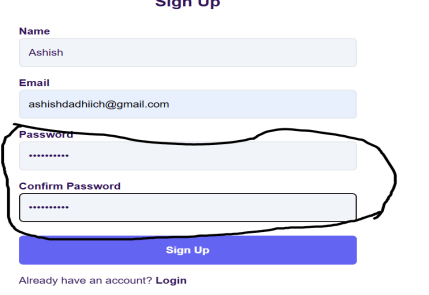 Sign Up
Name
Ashish
Email
ashishdadhiich@gmail.com
Password
••••••••••
Confirm Password
••••••••••
Sign Up
Already have an account? Login